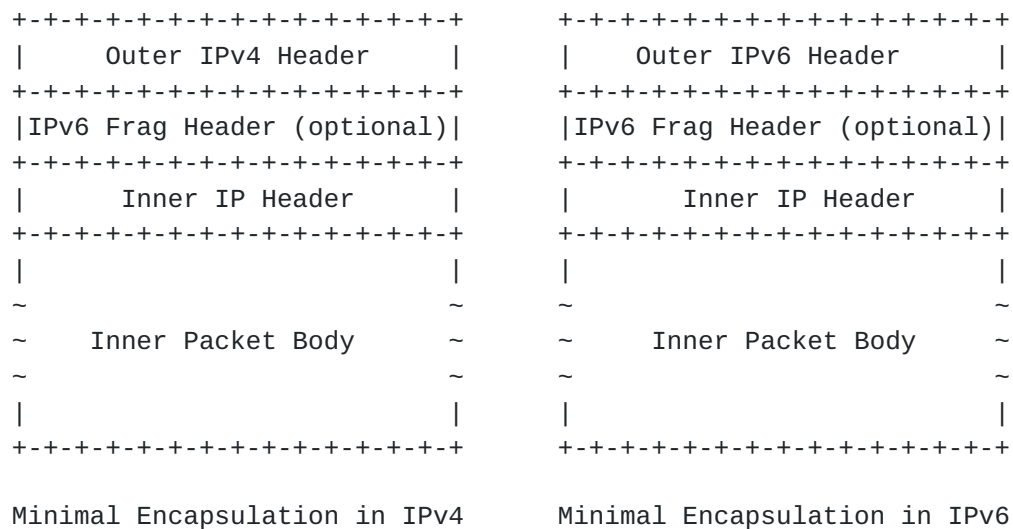 +-+-+-+-+-+-+-+-+-+-+-+-+-+-+      +-+-+-+-+-+-+-+-+-+-+-+-+-+-+
|     Outer IPv4 Header     |      |    Outer IPv6 Header      |
+-+-+-+-+-+-+-+-+-+-+-+-+-+-+      +-+-+-+-+-+-+-+-+-+-+-+-+-+-+
|IPv6 Frag Header (optional)|      |IPv6 Frag Header (optional)|
+-+-+-+-+-+-+-+-+-+-+-+-+-+-+      +-+-+-+-+-+-+-+-+-+-+-+-+-+-+
|      Inner IP Header      |      |       Inner IP Header     |
+-+-+-+-+-+-+-+-+-+-+-+-+-+-+      +-+-+-+-+-+-+-+-+-+-+-+-+-+-+
|                           |      |                           |
~                           ~      ~                           ~
~    Inner Packet Body      ~      ~     Inner Packet Body     ~
~                           ~      ~                           ~
|                           |      |                           |
+-+-+-+-+-+-+-+-+-+-+-+-+-+-+      +-+-+-+-+-+-+-+-+-+-+-+-+-+-+
Minimal Encapsulation in IPv4      Minimal Encapsulation in IPv6